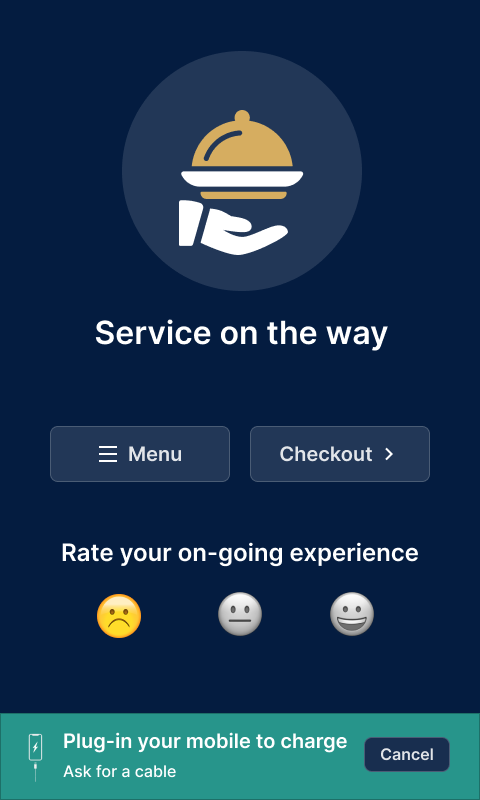 Service on the way
Menu
Checkout
Rate your on-going experience
Plug-in your mobile to charge
Ask for a cable
Cancel